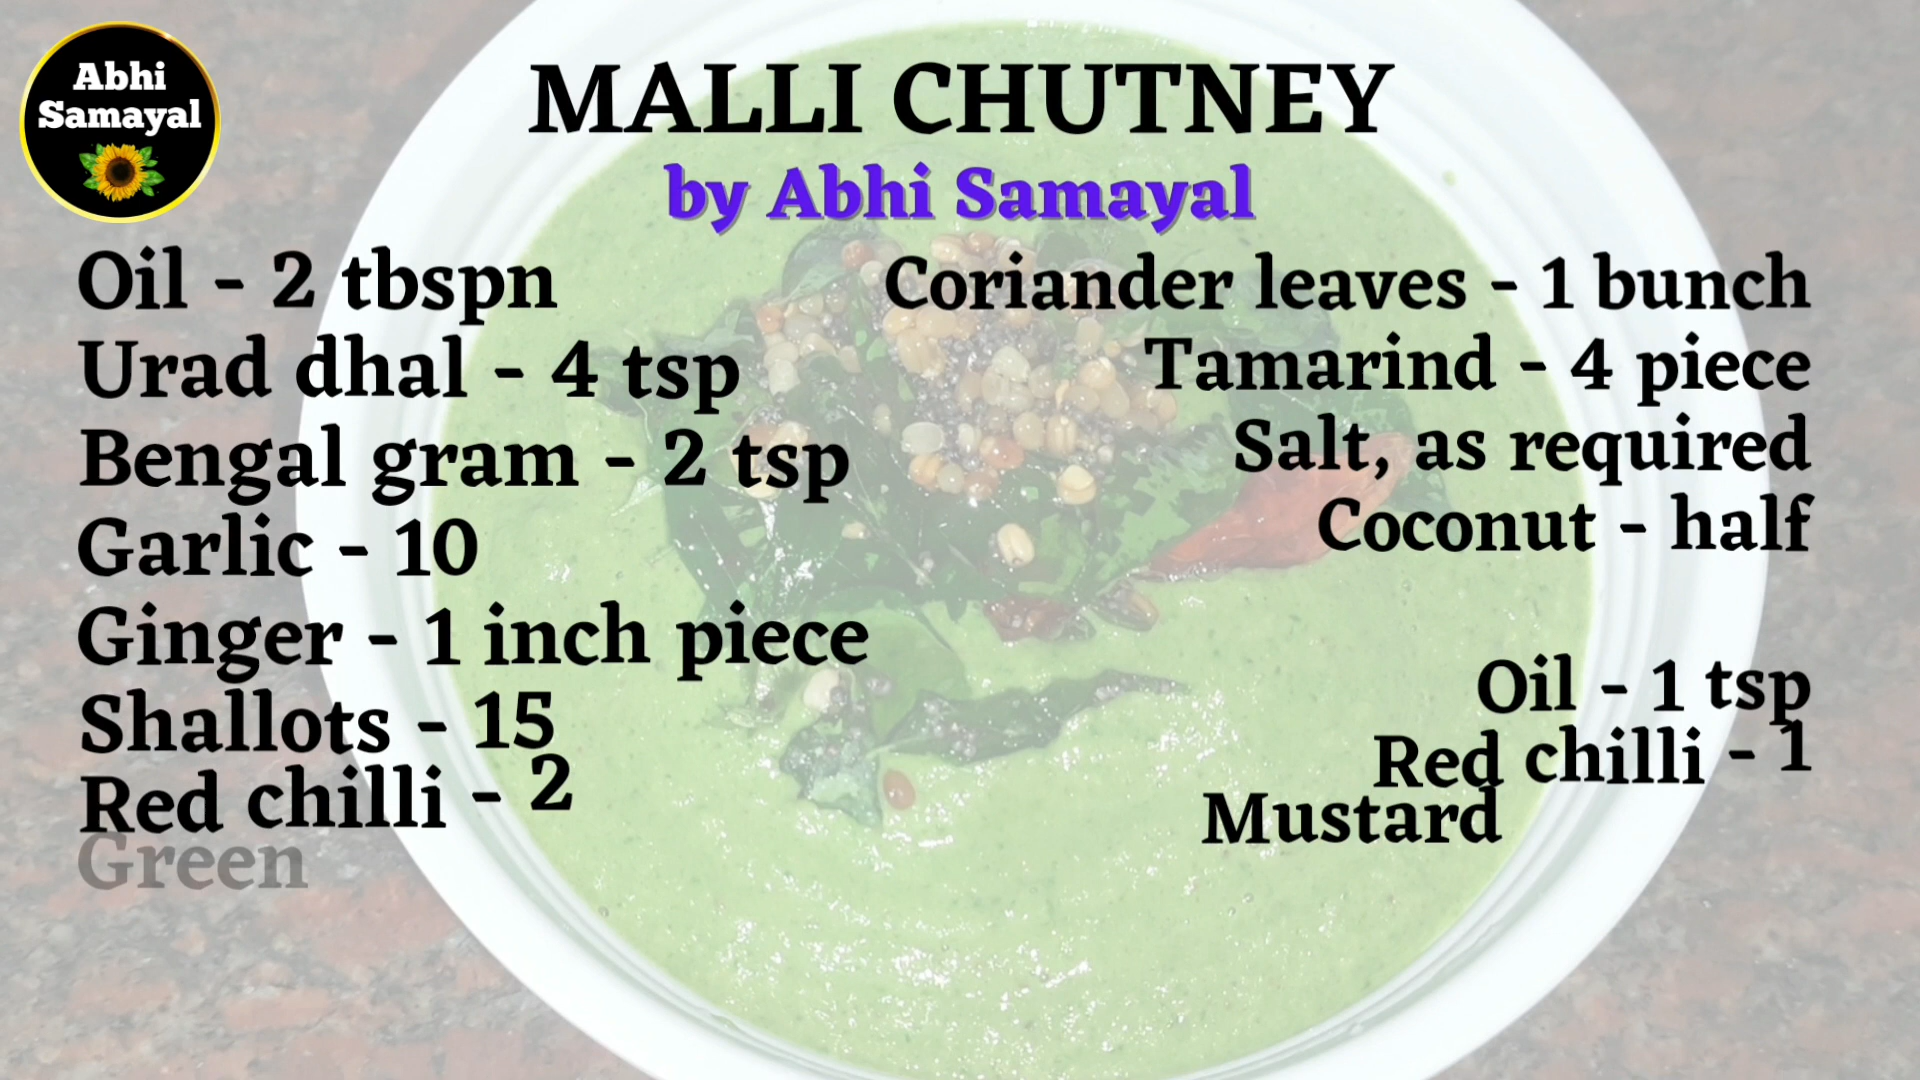 Abhi
Samayal
MALLI CHUTNEY
by Abhi Samayal
Oil - 2 tbspn
Urad dhal - 4 tsp
Bengal gram - 2 tsp
Garlic - 10
Ginger - 1 inch piece
Shallots - 15
Red chilli - 2
Green
Coriander leaves - 1 bunch
Tamarind - 4 piece
Salt, as required
Coconut - half
Oil - 1 tsp
Red chilli - 1
Mustard